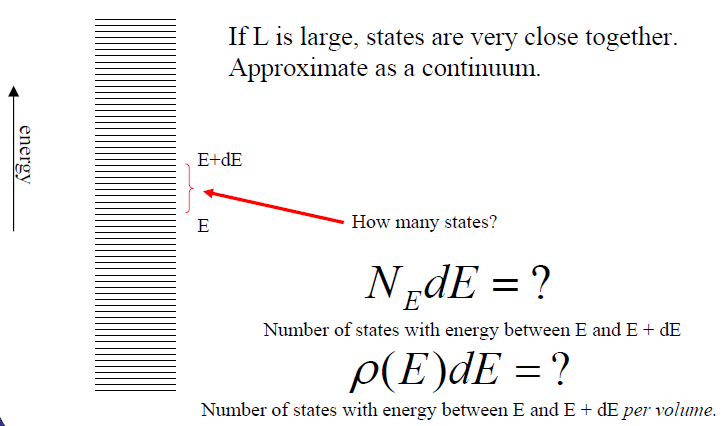 If L is large, states are very close together.
Approximate as a continuum.
energy
E+dE
E
How many states?
N_E dE = ?
Number of states with energy between E and E + dE
ρ(E)dE = ?
Number of states with energy between E and E + dE per volume.